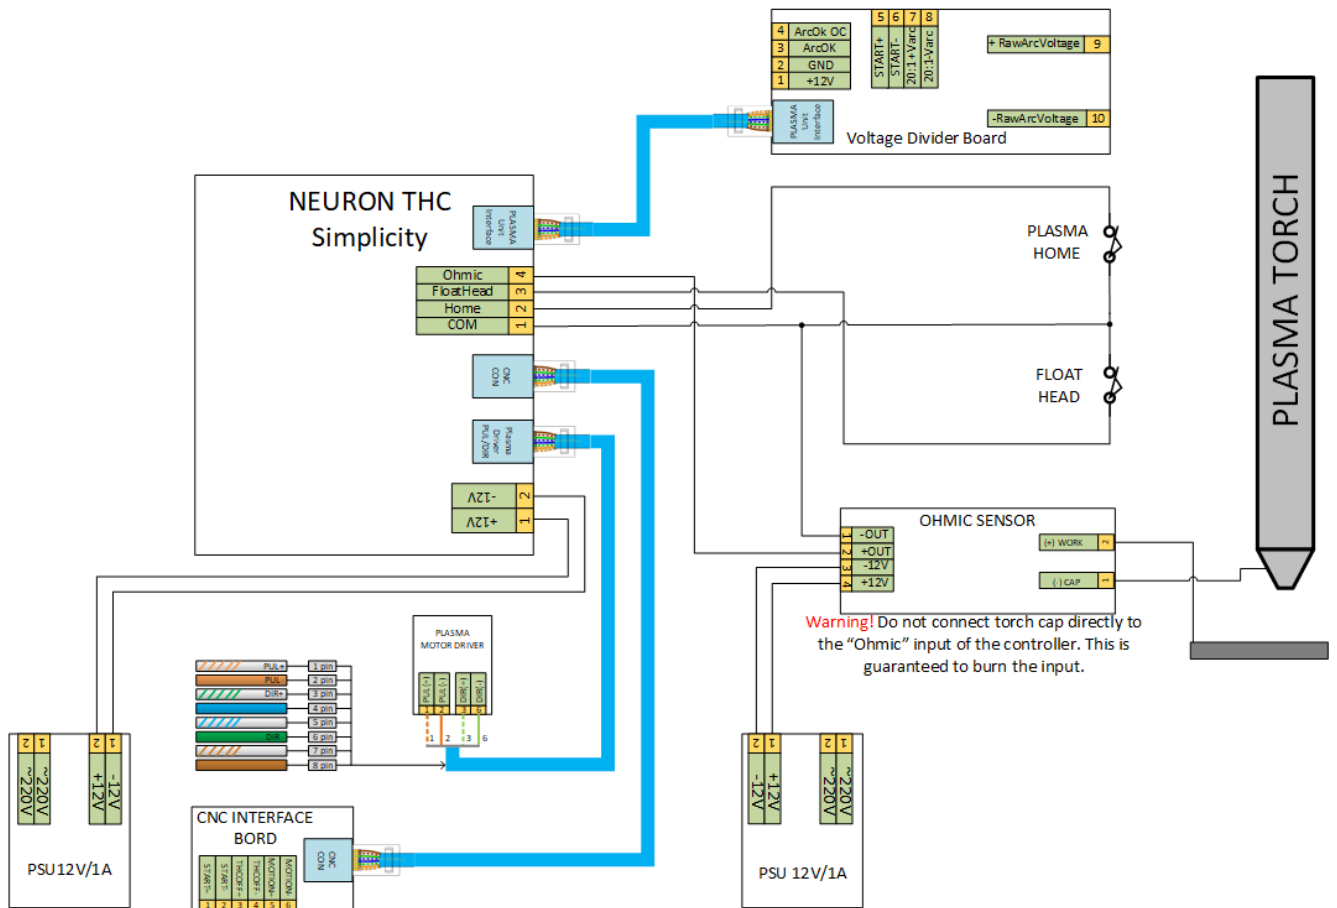 5 6 7 8
START+
START-
20:1+Varc
20:1-Varc
4 ArcOk OC
3 ArcOK
2 GND
1 +12V
+ RawArcVoltage 9
-RawArcVoltage 10
PLASMA
Unit
Interface
Voltage Divider Board
NEURON THC
Simplicity
PLASMA
Unit
Interface
Ohmic 4
FloatHead 3
Home 2
COM 1
CNC
CON
Plasma
Driver
PUL/DIR
-12V 2
+12V 1
PLASMA
HOME
FLOAT
HEAD
PLASMA TORCH
OHMIC SENSOR
1 -OUT
2 +OUT
3 -12V
4 +12V
(+) WORK 2
(-) CAP 1
Warning! Do not connect torch cap directly to
the “Ohmic” input of the controller. This is
guaranteed to burn the input.
PLASMA
MOTOR DRIVER
PUL(+)
PUL(-)
DIR(+)
DIR(-)
1 2 3 6
1 2 3 6
PUL+ 1 pin
PUL- 2 pin
DIR+ 3 pin
4 pin
5 pin
DIR- 6 pin
7 pin
8 pin
2 1 2 1
~220V
~220V
+12V
-12V
PSU12V/1A
CNC INTERFACE
BORD
CNC
CON
START+
START-
THCOFF+
THCOFF-
MOTION+
MOTION-
1 2 3 4 5 6
2 1 2 1
-12V
+12V
~220V
~220V
PSU 12V/1A